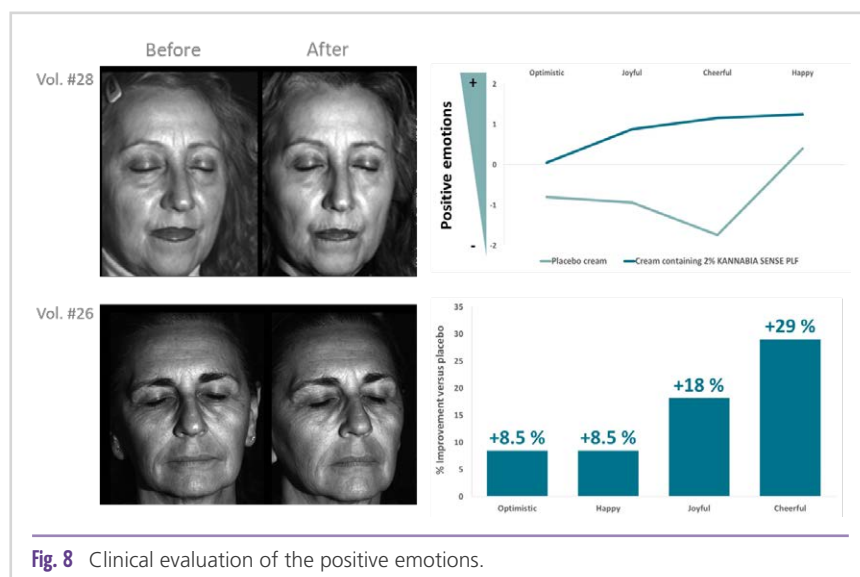 Before After
Vol. #28
Optimistic Joyful Cheerful Happy
+
2
1
0
-1
-2
-
Positive emotions
Placebo cream Cream containing 2% KANNABIA SENSE PLF
Vol. #26
% Improvement versus placebo
35
30
25
20
15
10
5
0
+8.5 % +8.5 % +18 % +29 %
Optimistic Happy Joyful Cheerful
Fig. 8 Clinical evaluation of the positive emotions.